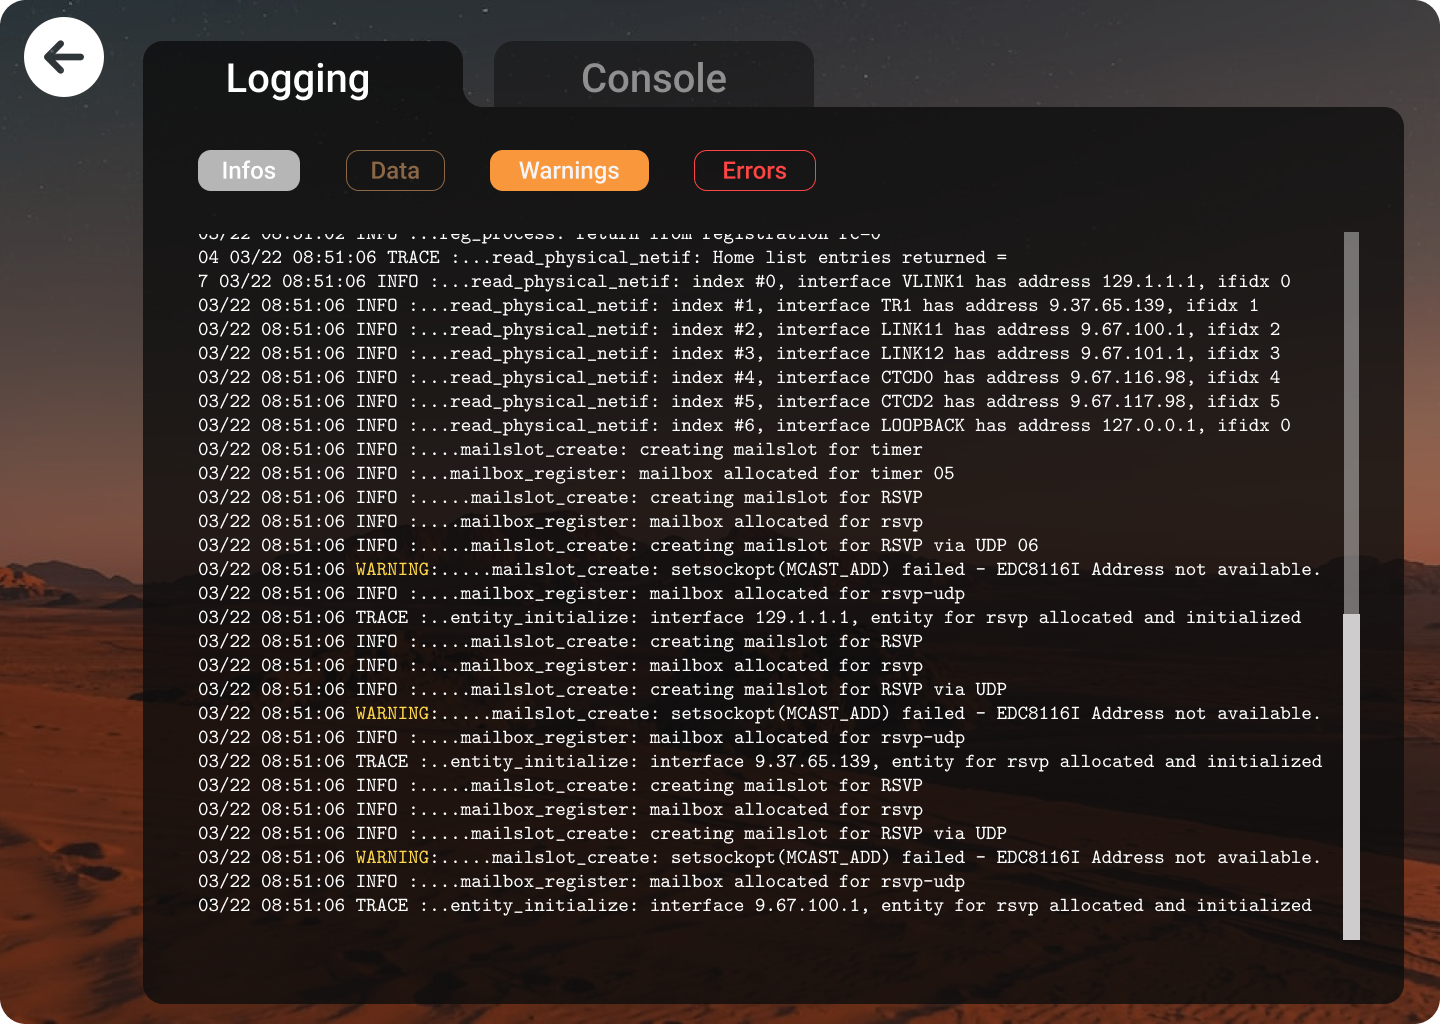 Logging
Console
Infos
Data
Warnings
Errors
03/22 08:51:02 INFO :...reg_process: return from registration rc=0
04 03/22 08:51:06 TRACE :...read_physical_netif: Home list entries returned =
7 03/22 08:51:06 INFO :...read_physical_netif: index #0, interface VLINK1 has address 129.1.1.1, ifidx 0
03/22 08:51:06 INFO :...read_physical_netif: index #1, interface TR1 has address 9.37.65.139, ifidx 1
03/22 08:51:06 INFO :...read_physical_netif: index #2, interface LINK11 has address 9.67.100.1, ifidx 2
03/22 08:51:06 INFO :...read_physical_netif: index #3, interface LINK12 has address 9.67.101.1, ifidx 3
03/22 08:51:06 INFO :...read_physical_netif: index #4, interface CTCD0 has address 9.67.116.98, ifidx 4
03/22 08:51:06 INFO :...read_physical_netif: index #5, interface CTCD2 has address 9.67.117.98, ifidx 5
03/22 08:51:06 INFO :...read_physical_netif: index #6, interface LOOPBACK has address 127.0.0.1, ifidx 0
03/22 08:51:06 INFO :....mailslot_create: creating mailslot for timer
03/22 08:51:06 INFO :...mailbox_register: mailbox allocated for timer 05
03/22 08:51:06 INFO :.....mailslot_create: creating mailslot for RSVP
03/22 08:51:06 INFO :....mailbox_register: mailbox allocated for rsvp
03/22 08:51:06 INFO :.....mailslot_create: creating mailslot for RSVP via UDP 06
03/22 08:51:06 WARNING:.....mailslot_create: setsockopt(MCAST_ADD) failed - EDC8116I Address not available.
03/22 08:51:06 INFO :....mailbox_register: mailbox allocated for rsvp-udp
03/22 08:51:06 TRACE :..entity_initialize: interface 129.1.1.1, entity for rsvp allocated and initialized
03/22 08:51:06 INFO :.....mailslot_create: creating mailslot for RSVP
03/22 08:51:06 INFO :....mailbox_register: mailbox allocated for rsvp
03/22 08:51:06 INFO :.....mailslot_create: creating mailslot for RSVP via UDP
03/22 08:51:06 WARNING:.....mailslot_create: setsockopt(MCAST_ADD) failed - EDC8116I Address not available.
03/22 08:51:06 INFO :....mailbox_register: mailbox allocated for rsvp-udp
03/22 08:51:06 TRACE :..entity_initialize: interface 9.37.65.139, entity for rsvp allocated and initialized
03/22 08:51:06 INFO :.....mailslot_create: creating mailslot for RSVP
03/22 08:51:06 INFO :....mailbox_register: mailbox allocated for rsvp
03/22 08:51:06 INFO :.....mailslot_create: creating mailslot for RSVP via UDP
03/22 08:51:06 WARNING:.....mailslot_create: setsockopt(MCAST_ADD) failed - EDC8116I Address not available.
03/22 08:51:06 INFO :....mailbox_register: mailbox allocated for rsvp-udp
03/22 08:51:06 TRACE :..entity_initialize: interface 9.67.100.1, entity for rsvp allocated and initialized